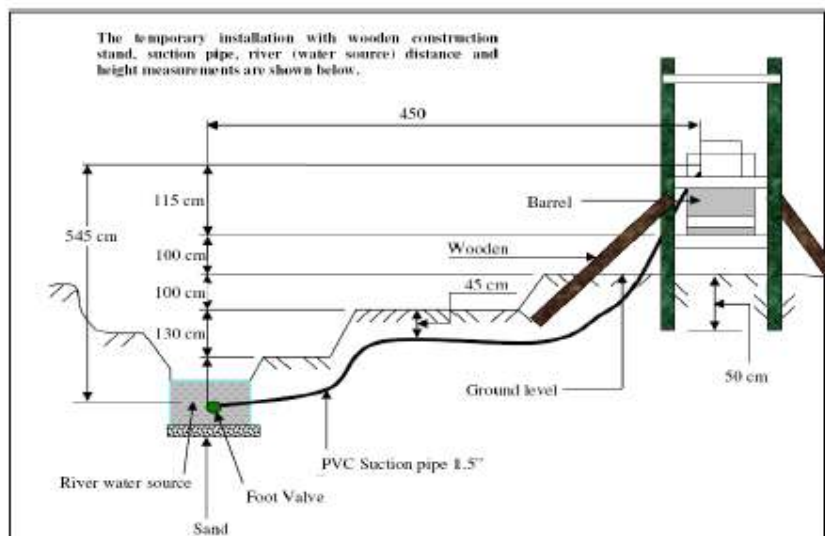 The temporary installation with wooden construction
stand, suction pipe, river (water source) distance and
height measurements are shown below.
450
115 cm
Barrel
545 cm
100 cm
Wooden
100 cm
45 cm
130 cm
Ground level
50 cm
PVC Suction pipe 1.5"
River water source
Foot Valve
Sand